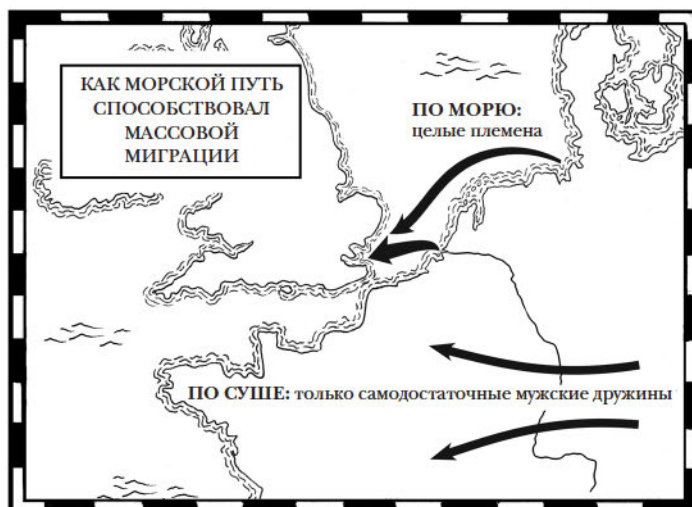 КАК МОРСКОЙ ПУТЬ
СПОСОБСТВОВАЛ
МАССОВОЙ
МИГРАЦИИ
ПО МОРЮ:
целые племена
ПО СУШЕ: только самодостаточные мужские дружины